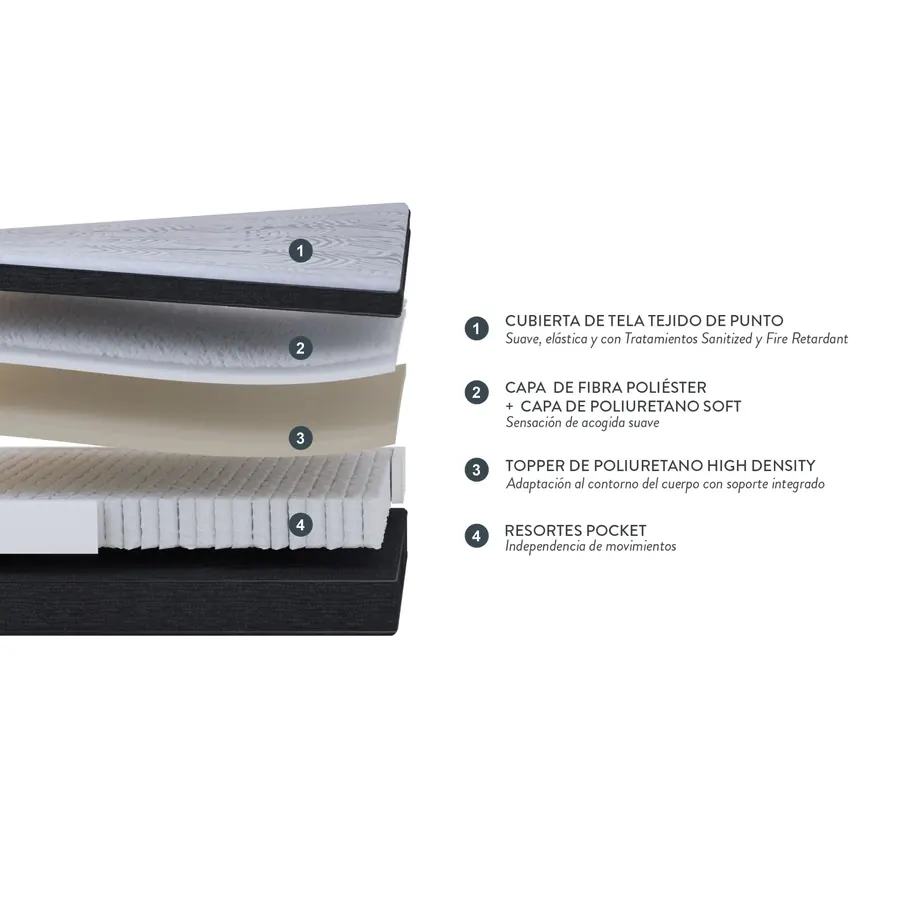 1
2
3
4
1 CUBIERTA DE TELA TEJIDO DE PUNTO
Suave, elástica y con Tratamientos Sanitized y Fire Retardant
2 CAPA DE FIBRA POLIÉSTER
+ CAPA DE POLIURETANO SOFT
Sensación de acogida suave
3 TOPPER DE POLIURETANO HIGH DENSITY
Adaptación al contorno del cuerpo con soporte integrado
4 RESORTES POCKET
Independencia de movimientos